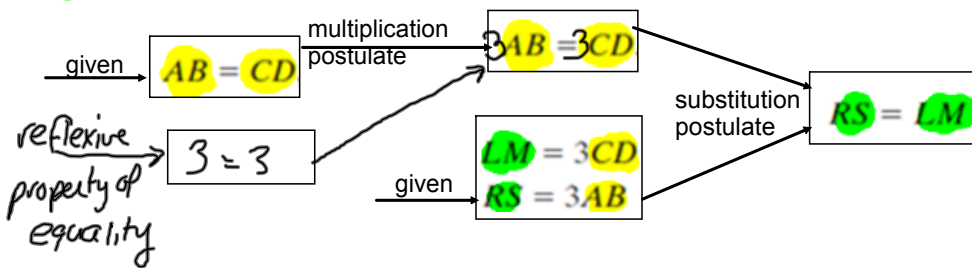 given
AB = CD
multiplication
postulate
3AB = 3CD
reflexive
property of
equality
3 = 3
given
LM = 3CD
RS = 3AB
substitution
postulate
RS = LM